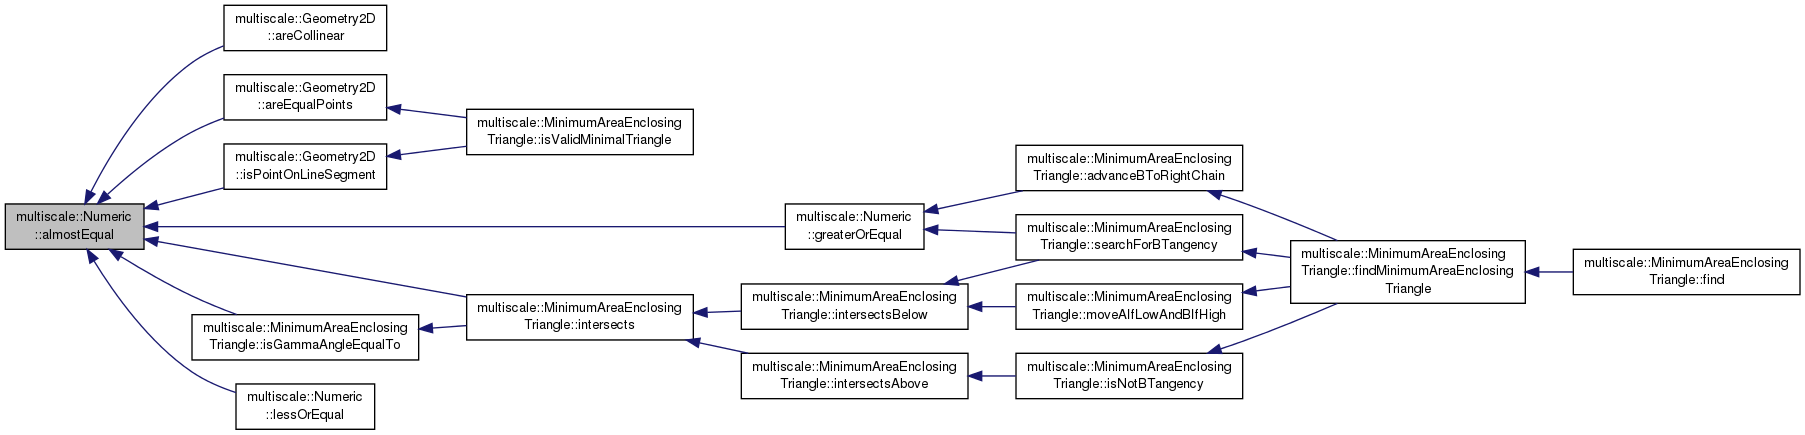 multiscale::Geometry2D
::areCollinear
multiscale::Geometry2D
::areEqualPoints
multiscale::MinimumAreaEnclosing
Triangle::isValidMinimalTriangle
multiscale::Geometry2D
::isPointOnLineSegment
multiscale::MinimumAreaEnclosing
Triangle::advanceBToRightChain
multiscale::Numeric
::almostEqual
multiscale::Numeric
::greaterOrEqual
multiscale::MinimumAreaEnclosing
Triangle::searchForBTangency
multiscale::MinimumAreaEnclosing
Triangle::findMinimumAreaEnclosing
Triangle
multiscale::MinimumAreaEnclosing
Triangle::find
multiscale::MinimumAreaEnclosing
Triangle::intersects
multiscale::MinimumAreaEnclosing
Triangle::intersectsBelow
multiscale::MinimumAreaEnclosing
Triangle::moveAIfLowAndBIfHigh
multiscale::MinimumAreaEnclosing
Triangle::isGammaAngleEqualTo
multiscale::MinimumAreaEnclosing
Triangle::intersectsAbove
multiscale::MinimumAreaEnclosing
Triangle::isNotBTangency
multiscale::Numeric
::lessOrEqual